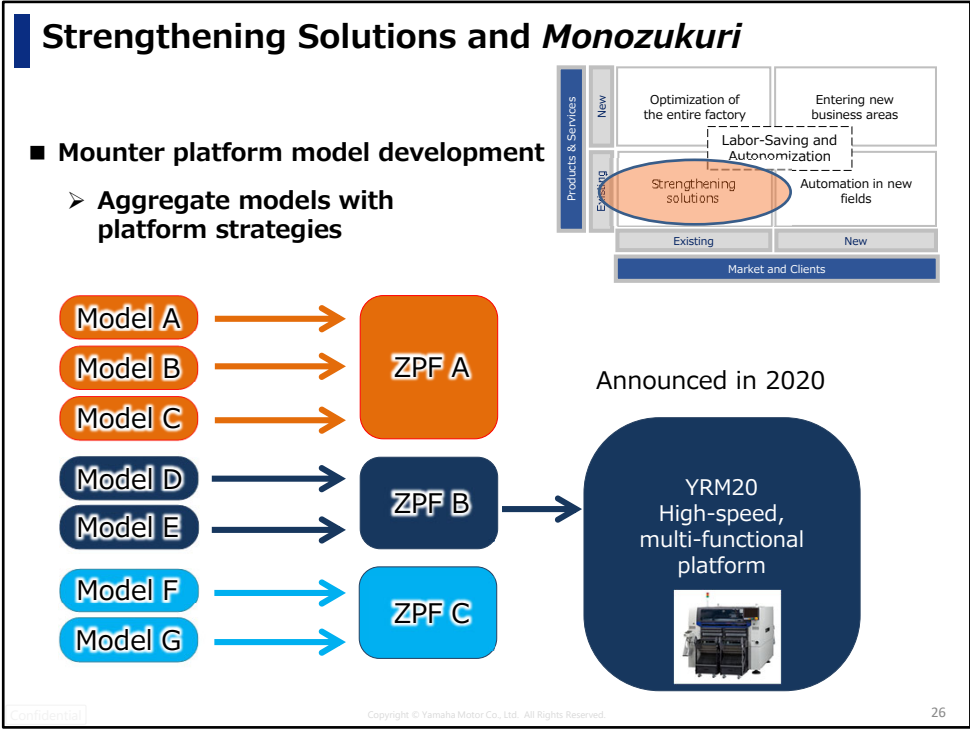 Strengthening Solutions and Monozukuri
■ Mounter platform model development
➢ Aggregate models with
platform strategies
Products & Services
New
Existing
Optimization of
the entire factory
Entering new
business areas
Labor-Saving and
Autonomization
Strengthening
solutions
Automation in new
fields
Existing
New
Market and Clients
Model A
Model B
Model C
Model D
Model E
Model F
Model G
ZPF A
ZPF B
ZPF C
Announced in 2020
YRM20
High-speed,
multi-functional
platform
Confidential
Copyright © Yamaha Motor Co., Ltd. All Rights Reserved.
26